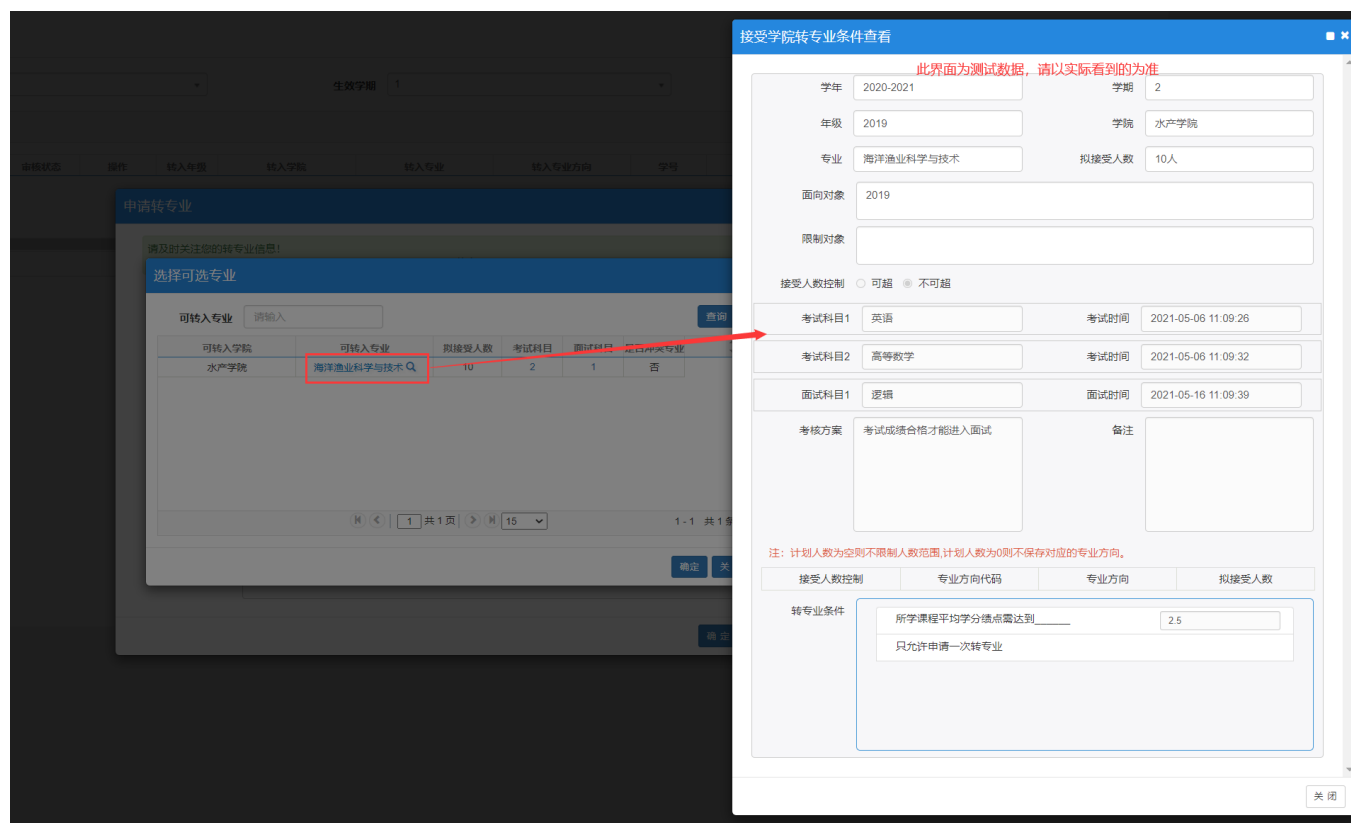 接受学院转专业条件查看
此界面为测试数据，请以实际看到的为准
学年 2020-2021 学期 2
年级 2019 学院 水产学院
专业 海洋渔业科学与技术 拟接受人数 10人
面向对象 2019
限制对象
接受人数控制 可超 不可超
考试科目1 英语 考试时间 2021-05-06 11:09:26
考试科目2 高等数学 考试时间 2021-05-06 11:09:32
面试科目1 逻辑 面试时间 2021-05-16 11:09:39
考核方案 考试成绩合格才能进入面试 备注
注：计划人数为空则不限制人数范围,计划人数为0则不保存对应的专业方向。
接受人数控制 专业方向代码 专业方向 拟接受人数
转专业条件 所学课程平均学分绩点需达到______ 2.5
只允许申请一次转专业
关 闭
生效学期 1
审核状态 操作 转入年级 转入学院 转入专业 转入专业方向 学号
申请转专业
请及时关注您的转专业信息！
选择可选专业
可转入专业 请输入 查询
可转入学院 可转入专业 拟接受人数 考试科目 面试科目 是否冲突专业
水产学院 海洋渔业科学与技术 10 2 1 否
1 共 1 页 15 1 - 1 共 1 条
确定 关
确 定